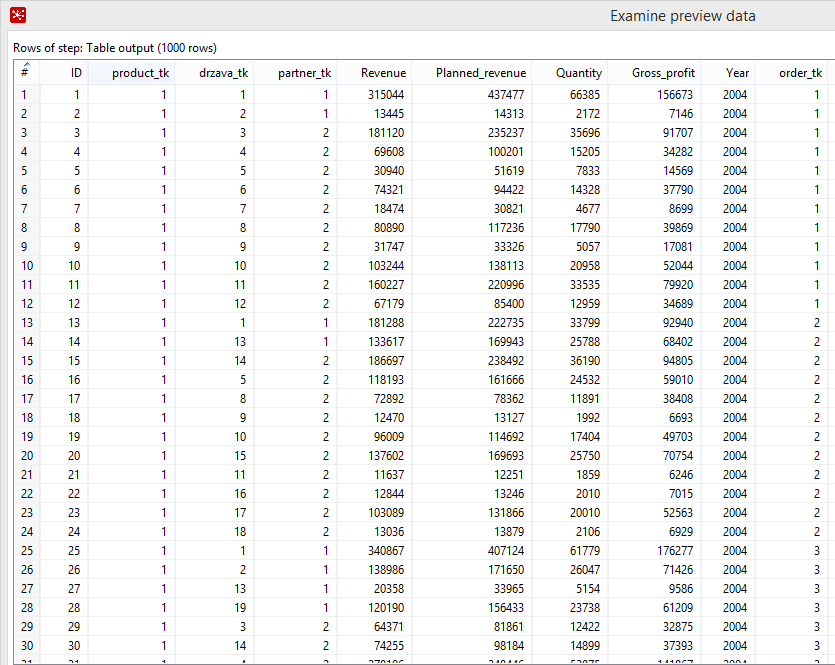 Examine preview data
Rows of step: Table output (1000 rows)
# ID product_tk drzava_tk partner_tk Revenue Planned_revenue Quantity Gross_profit Year order_tk
1 1 1 1 1 315044 437477 66385 156673 2004 1
2 2 1 2 1 13445 14313 2172 7146 2004 1
3 3 1 3 2 181120 235237 35696 91707 2004 1
4 4 1 4 2 69608 100201 15205 34282 2004 1
5 5 1 5 2 30940 51619 7833 14569 2004 1
6 6 1 6 2 74321 94422 14328 37790 2004 1
7 7 1 7 2 18474 30821 4677 8699 2004 1
8 8 1 8 2 80890 117236 17790 39869 2004 1
9 9 1 9 2 31747 33326 5057 17081 2004 1
10 10 1 10 2 103244 138113 20958 52044 2004 1
11 11 1 11 2 160227 220996 33535 79920 2004 1
12 12 1 12 2 67179 85400 12959 34689 2004 1
13 13 1 1 1 181288 222735 33799 92940 2004 2
14 14 1 13 1 133617 169943 25788 68402 2004 2
15 15 1 14 2 186697 238492 36190 94805 2004 2
16 16 1 5 2 118193 161666 24532 59010 2004 2
17 17 1 8 2 72892 78362 11891 38408 2004 2
18 18 1 9 2 12470 13127 1992 6693 2004 2
19 19 1 10 2 96009 114692 17404 49703 2004 2
20 20 1 15 2 137602 169693 25750 70754 2004 2
21 21 1 11 2 11637 12251 1859 6246 2004 2
22 22 1 16 2 12844 13246 2010 7015 2004 2
23 23 1 17 2 103089 131866 20010 52563 2004 2
24 24 1 18 2 13036 13879 2106 6929 2004 2
25 25 1 1 1 340867 407124 61779 176277 2004 3
26 26 1 2 1 138986 171650 26047 71426 2004 3
27 27 1 13 1 20358 33965 5154 9586 2004 3
28 28 1 19 1 120190 156433 23738 61209 2004 3
29 29 1 3 2 64371 81861 12422 32875 2004 3
30 30 1 14 2 74255 98184 14899 37393 2004 3